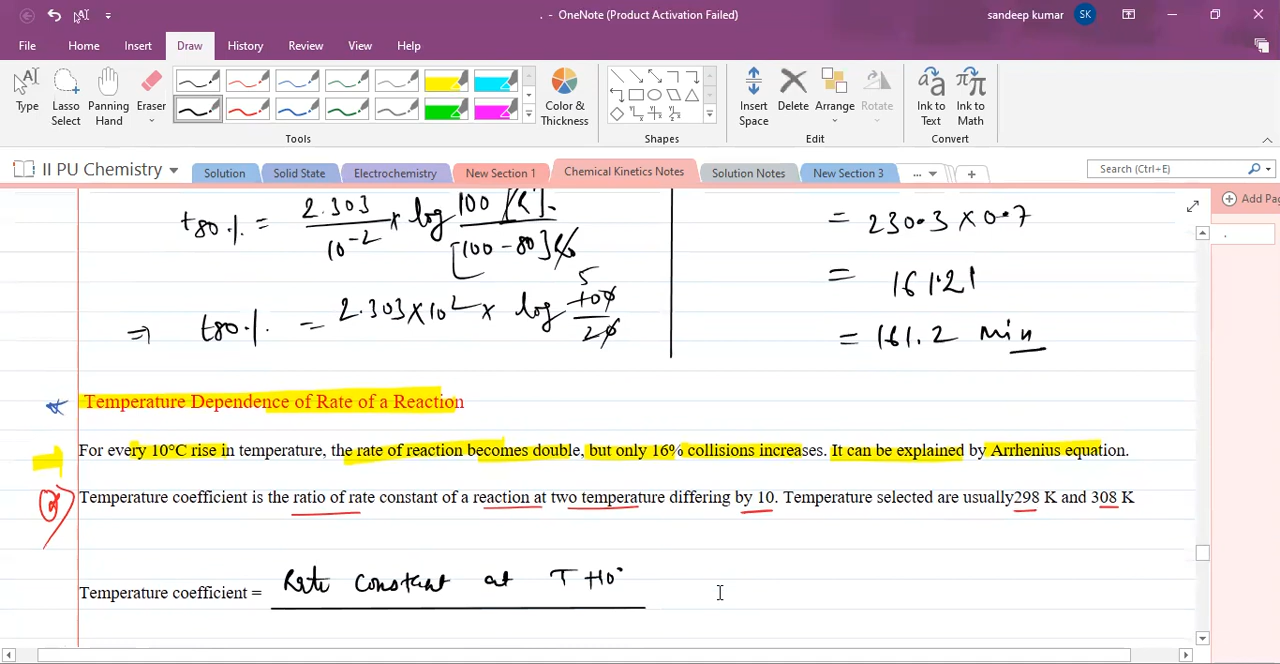 . - OneNote (Product Activation Failed)
sandeep kumar SK
File Home Insert Draw History Review View Help
Type Lasso Select Panning Hand Eraser Color & Thickness Insert Space Delete Arrange Rotate Ink to Text Ink to Math
Tools Shapes Edit Convert
II PU Chemistry Solution Solid State Electrochemistry New Section 1 Chemical Kinetics Notes Solution Notes New Section 3 ... + Search (Ctrl+E)
Add Pag
t80% = 2.303 / 10-2 × log 100 [R]. / [100-80]%
⇒ t80% = 2.303×10² × log 100 / 20 5
= 230.3 × 0.7
= 161.21
= 161.2 min
Temperature Dependence of Rate of a Reaction
For every 10°C rise in temperature, the rate of reaction becomes double, but only 16% collisions increases. It can be explained by Arrhenius equation.
Temperature coefficient is the ratio of rate constant of a reaction at two temperature differing by 10. Temperature selected are usually298 K and 308 K
Temperature coefficient = Rate Constant at T+10°